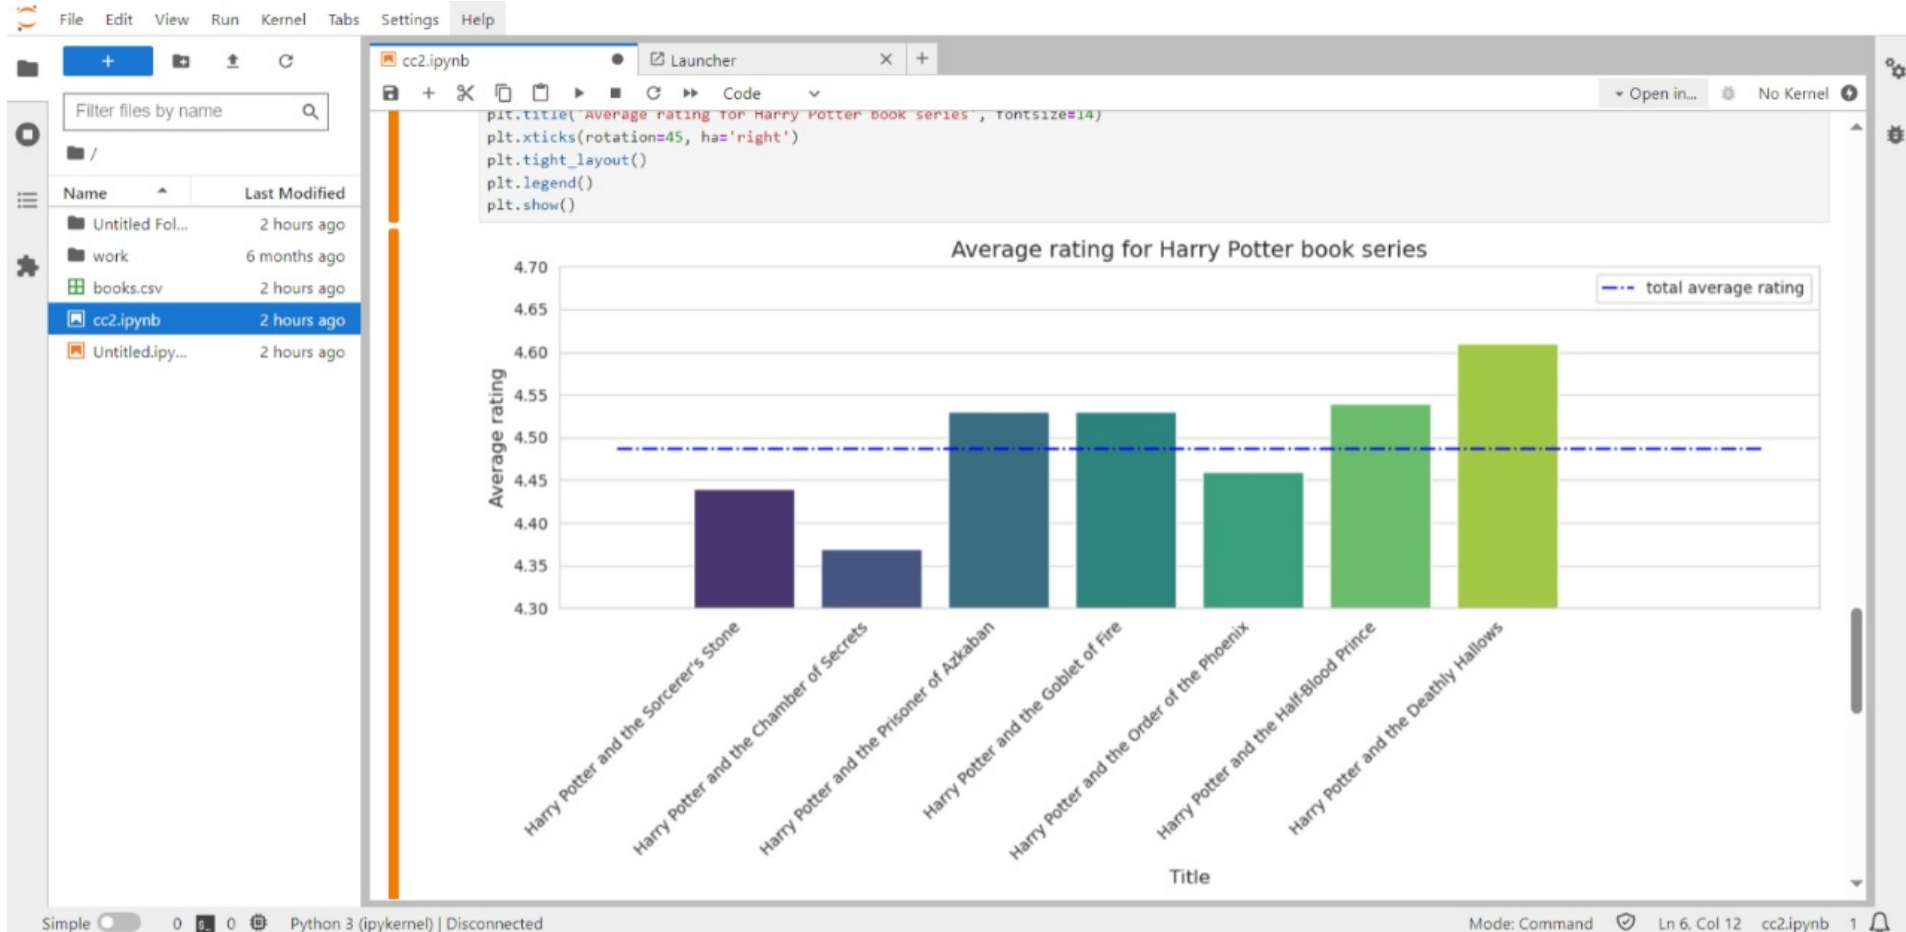 File Edit View Run Kernel Tabs Settings Help
+
Filter files by name
/
Name Last Modified
Untitled Fol... 2 hours ago
work 6 months ago
books.csv 2 hours ago
cc2.ipynb 2 hours ago
Untitled.ipy... 2 hours ago
cc2.ipynb Launcher
Code Open in... No Kernel
plt.title('Average rating for Harry Potter book series', fontsize=14)
plt.xticks(rotation=45, ha='right')
plt.tight_layout()
plt.legend()
plt.show()
Average rating for Harry Potter book series
total average rating
Average rating
4.70
4.65
4.60
4.55
4.50
4.45
4.40
4.35
4.30
Harry Potter and the Sorcerer's Stone
Harry Potter and the Chamber of Secrets
Harry Potter and the Prisoner of Azkaban
Harry Potter and the Goblet of Fire
Harry Potter and the Order of the Phoenix
Harry Potter and the Half-Blood Prince
Harry Potter and the Deathly Hallows
Title
Simple 0 0 Python 3 (ipykernel) | Disconnected Mode: Command Ln 6, Col 12 cc2.ipynb 1